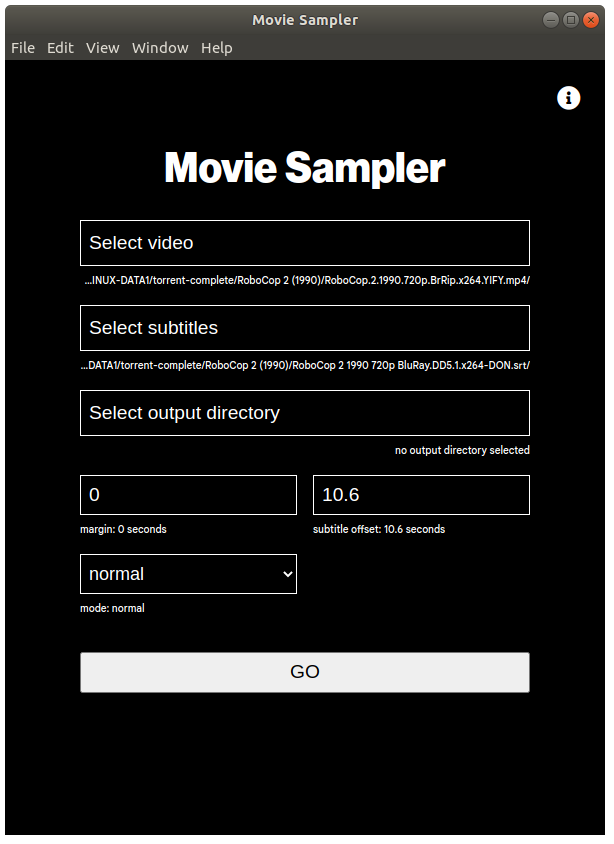 Movie Sampler
File Edit View Window Help
Movie Sampler
Select video
...INUX-DATA1/torrent-complete/RoboCop 2 (1990)/RoboCop.2.1990.720p.BrRip.x264.YIFY.mp4/
Select subtitles
...DATA1/torrent-complete/RoboCop 2 (1990)/RoboCop 2 1990 720p BluRay.DD5.1.x264-DON.srt/
Select output directory
no output directory selected
0 10.6
margin: 0 seconds subtitle offset: 10.6 seconds
normal
mode: normal
GO